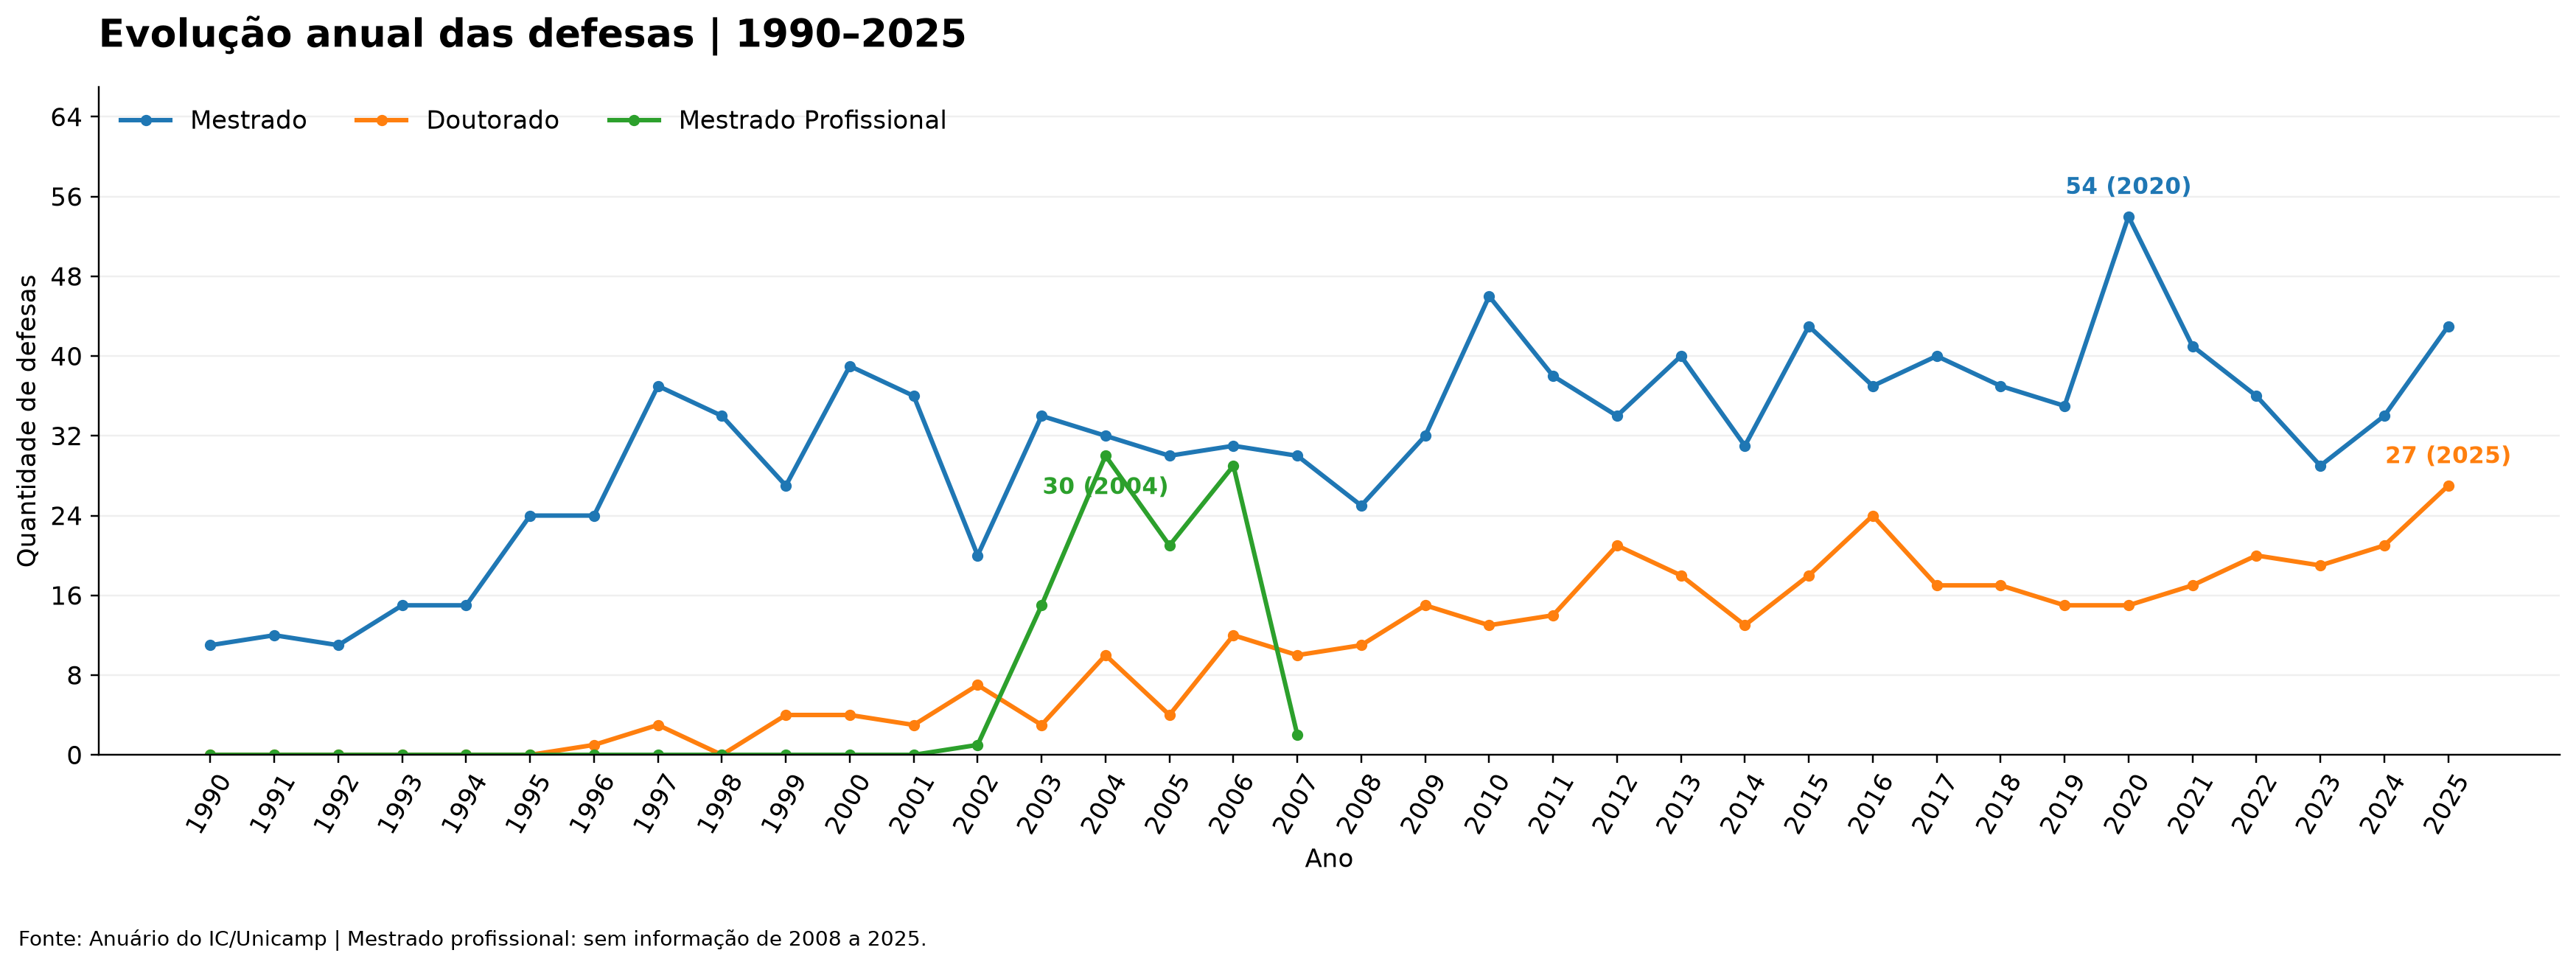 Evolução anual das defesas | 1990–2025
Mestrado Doutorado Mestrado Profissional
64
56
48
40
32
24
16
8
0
Quantidade de defesas
54 (2020)
27 (2025)
30 (2004)
1990 1991 1992 1993 1994 1995 1996 1997 1998 1999 2000 2001 2002 2003 2004 2005 2006 2007 2008 2009 2010 2011 2012 2013 2014 2015 2016 2017 2018 2019 2020 2021 2022 2023 2024 2025
Ano
Fonte: Anuário do IC/Unicamp | Mestrado profissional: sem informação de 2008 a 2025.